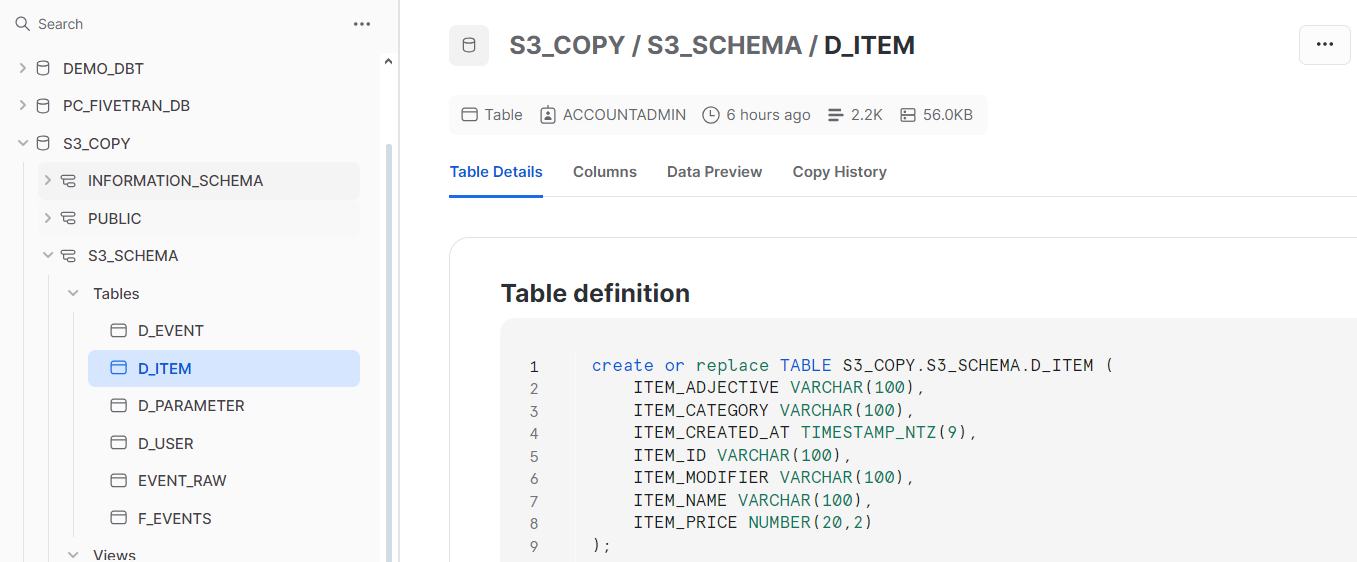 Search
DEMO_DBT
PC_FIVETRAN_DB
S3_COPY
INFORMATION_SCHEMA
PUBLIC
S3_SCHEMA
Tables
D_EVENT
D_ITEM
D_PARAMETER
D_USER
EVENT_RAW
F_EVENTS
Views
S3_COPY / S3_SCHEMA / D_ITEM
Table ACCOUNTADMIN 6 hours ago 2.2K 56.0KB
Table Details Columns Data Preview Copy History
Table definition
1 create or replace TABLE S3_COPY.S3_SCHEMA.D_ITEM (
2 ITEM_ADJECTIVE VARCHAR(100),
3 ITEM_CATEGORY VARCHAR(100),
4 ITEM_CREATED_AT TIMESTAMP_NTZ(9),
5 ITEM_ID VARCHAR(100),
6 ITEM_MODIFIER VARCHAR(100),
7 ITEM_NAME VARCHAR(100),
8 ITEM_PRICE NUMBER(20,2)
9 );